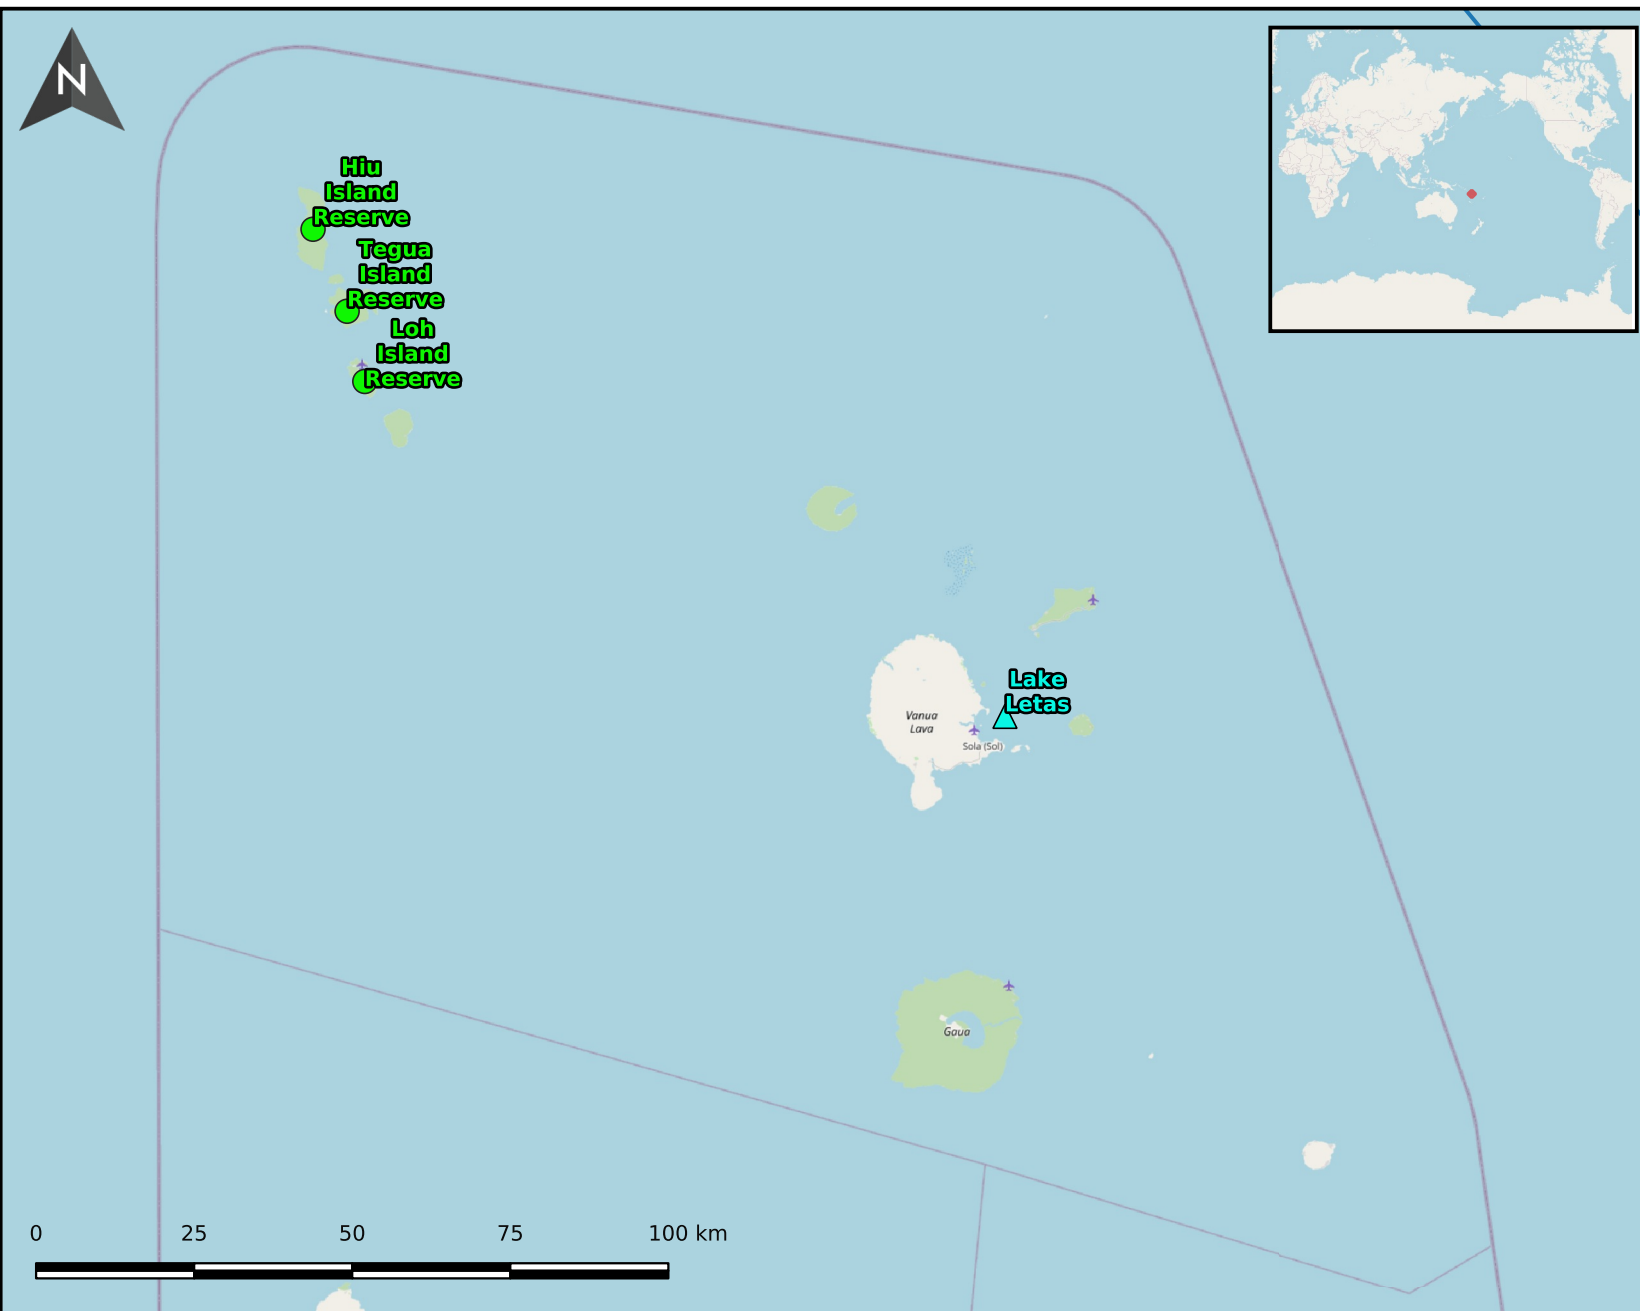 N
Hiu
Island
Reserve
Tegua
Island
Reserve
Loh
Island
Reserve
Lake
Letas
Vanua
Lava
Sola (Sol)
Gaua
0 25 50 75 100 km